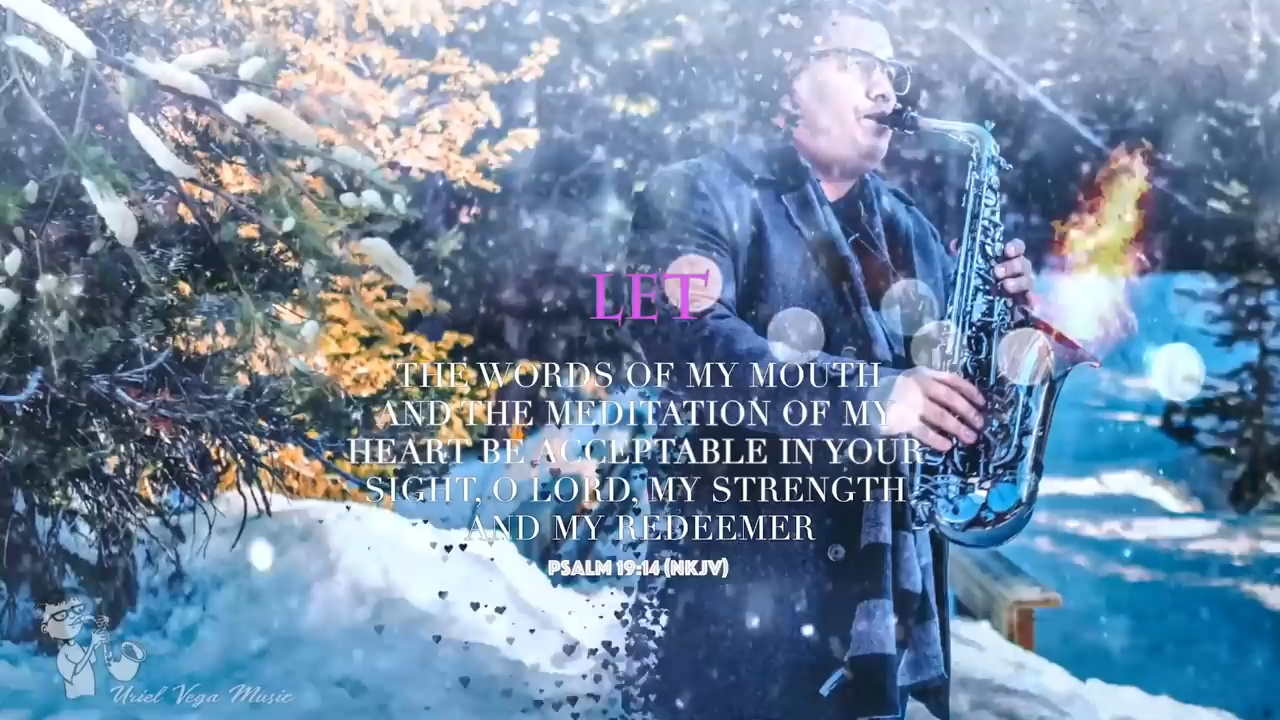 LET
THE WORDS OF MY MOUTH
AND THE MEDITATION OF MY
HEART BE ACCEPTABLE IN YOUR
SIGHT, O LORD, MY STRENGTH
AND MY REDEEMER
PSALM 19:14 (NKJV)
Uriel Vega Music